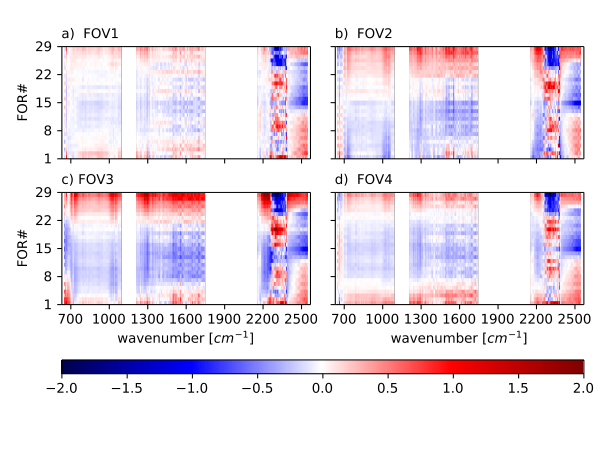 a) FOV1
b) FOV2
FOR#
29
22
15
8
1
c) FOV3
d) FOV4
FOR#
29
22
15
8
1
700 1000 1300 1600 1900 2200 2500
700 1000 1300 1600 1900 2200 2500
wavenumber [cm⁻¹]
wavenumber [cm⁻¹]
−2.0 −1.5 −1.0 −0.5 0.0 0.5 1.0 1.5 2.0